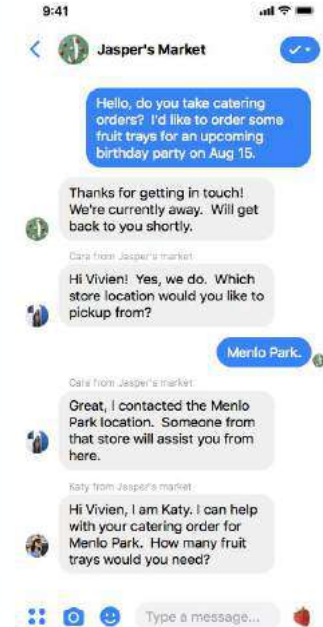 9:41
Jasper's Market
Hello, do you take catering
orders? I'd like to order some
fruit trays for an upcoming
birthday party on Aug 15.
Thanks for getting in touch!
We're currently away. Will get
back to you shortly.
Cara from Jasper's market
Hi Vivien! Yes, we do. Which
store location would you like to
pickup from?
Menlo Park.
Cara from Jasper's market
Great, I contacted the Menlo
Park location. Someone from
that store will assist you from
here.
Katy from Jasper's market
Hi Vivien, I am Katy. I can help
with your catering order for
Menlo Park. How many fruit
trays would you need?
Type a message...